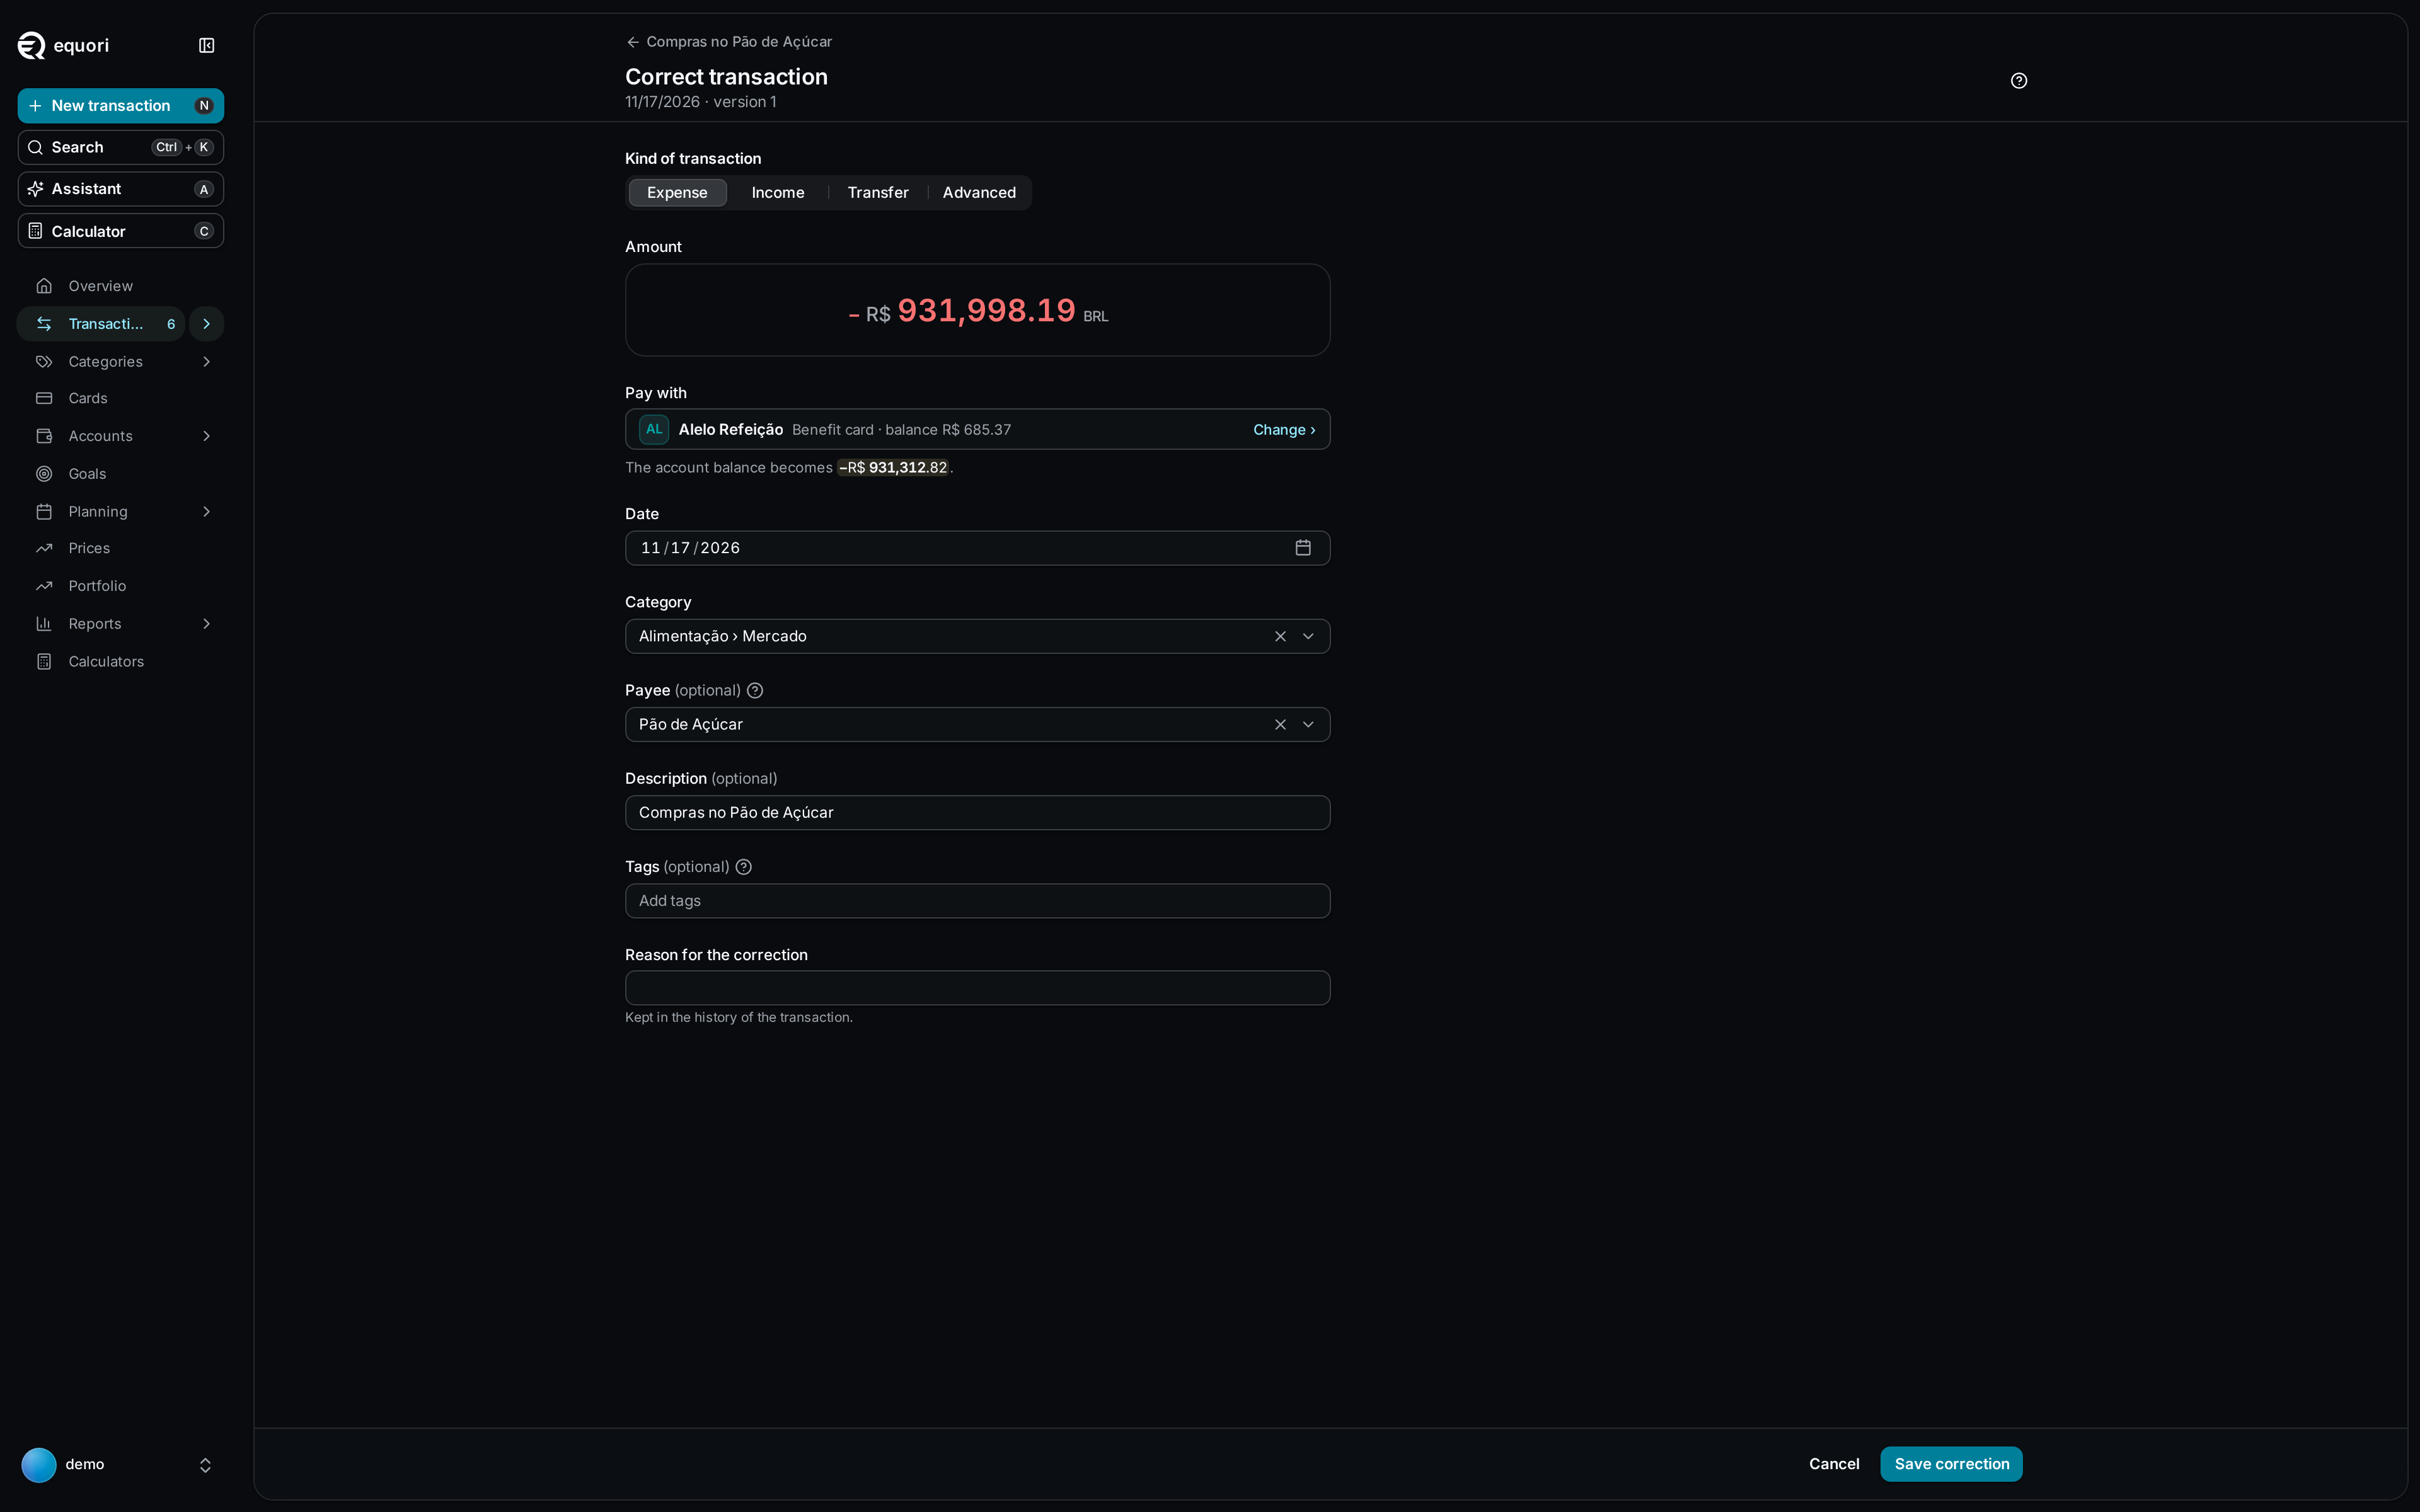 equori
New transaction N
Search Ctrl + K
Assistant A
Calculator C
Overview
Transacti... 6
Categories
Cards
Accounts
Goals
Planning
Prices
Portfolio
Reports
Calculators
demo
Compras no Pão de Açúcar
Correct transaction
11/17/2026 · version 1
Kind of transaction
Expense Income Transfer Advanced
Amount
– R$ 931,998.19 BRL
Pay with
AL Alelo Refeição Benefit card · balance R$ 685.37 Change ›
The account balance becomes –R$ 931,312.82.
Date
11/17/2026
Category
Alimentação › Mercado
Payee (optional)
Pão de Açúcar
Description (optional)
Compras no Pão de Açúcar
Tags (optional)
Add tags
Reason for the correction
Kept in the history of the transaction.
Cancel Save correction